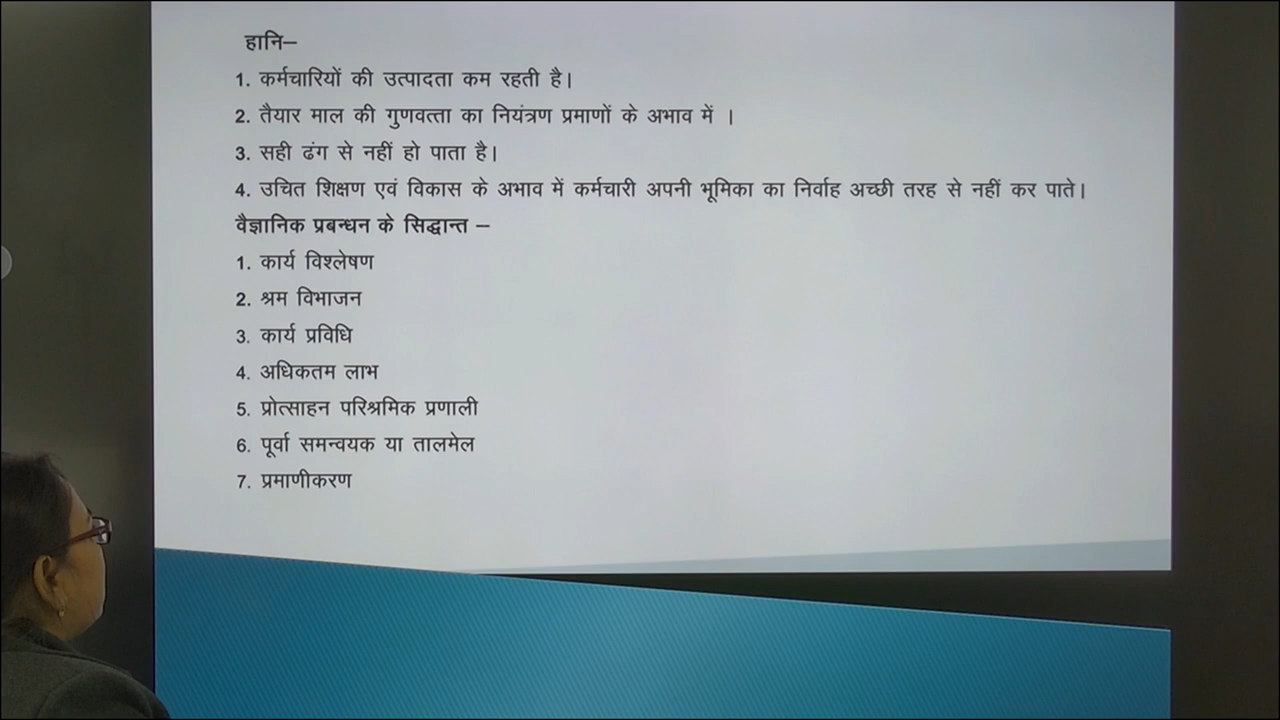 हानि–
1. कर्मचारियों की उत्पादता कम रहती है।
2. तैयार माल की गुणवत्ता का नियंत्रण प्रमाणों के अभाव में ।
3. सही ढंग से नहीं हो पाता है।
4. उचित शिक्षण एवं विकास के अभाव में कर्मचारी अपनी भूमिका का निर्वाह अच्छी तरह से नहीं कर पाते।
वैज्ञानिक प्रबन्धन के सिद्धान्त –
1. कार्य विश्लेषण
2. श्रम विभाजन
3. कार्य प्रविधि
4. अधिकतम लाभ
5. प्रोत्साहन परिश्रमिक प्रणाली
6. पूर्वा समन्वयक या तालमेल
7. प्रमाणीकरण